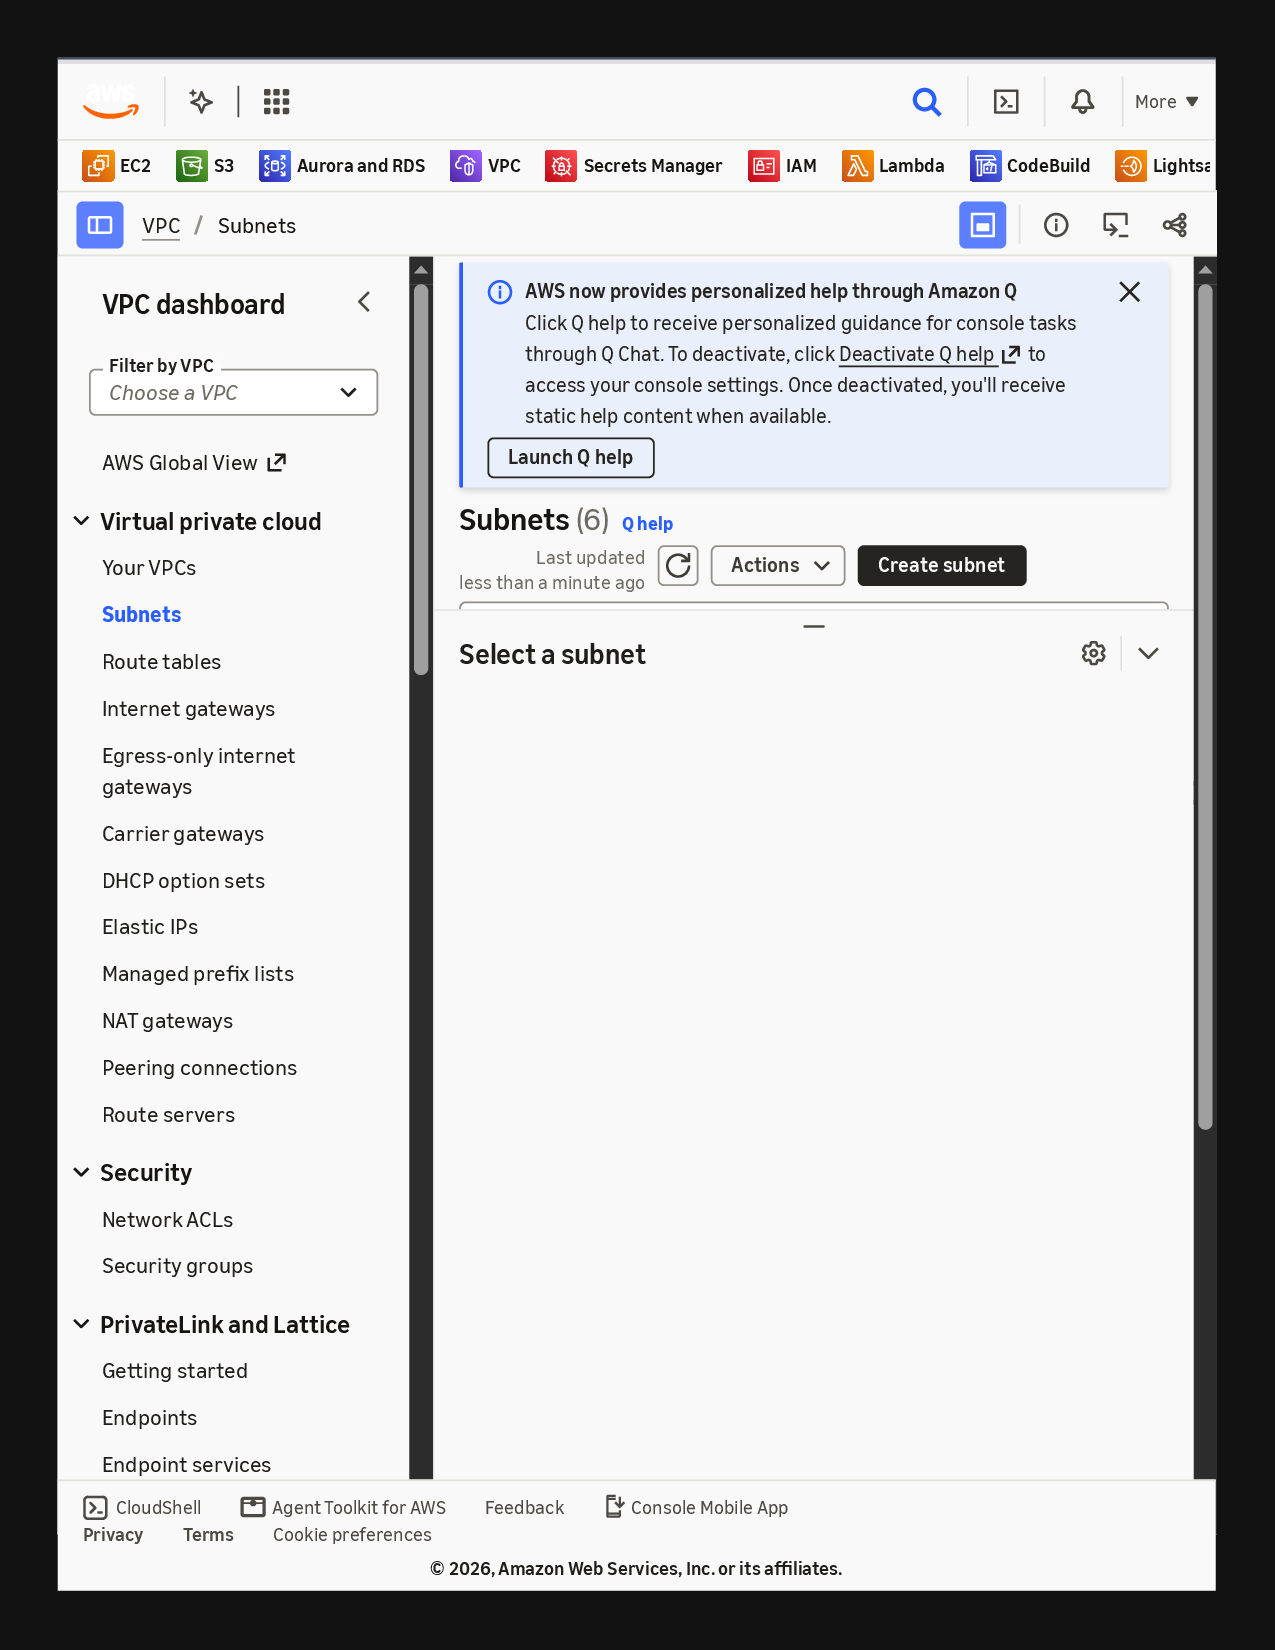 aws
More
EC2 S3 Aurora and RDS VPC Secrets Manager IAM Lambda CodeBuild Lightsa
VPC / Subnets
VPC dashboard
Filter by VPC
Choose a VPC
AWS Global View
Virtual private cloud
Your VPCs
Subnets
Route tables
Internet gateways
Egress-only internet
gateways
Carrier gateways
DHCP option sets
Elastic IPs
Managed prefix lists
NAT gateways
Peering connections
Route servers
Security
Network ACLs
Security groups
PrivateLink and Lattice
Getting started
Endpoints
Endpoint services
AWS now provides personalized help through Amazon Q
Click Q help to receive personalized guidance for console tasks
through Q Chat. To deactivate, click Deactivate Q help to
access your console settings. Once deactivated, you'll receive
static help content when available.
Launch Q help
Subnets (6) Q help
Last updated
less than a minute ago
Actions
Create subnet
Select a subnet
CloudShell Agent Toolkit for AWS Feedback Console Mobile App
Privacy Terms Cookie preferences
© 2026, Amazon Web Services, Inc. or its affiliates.